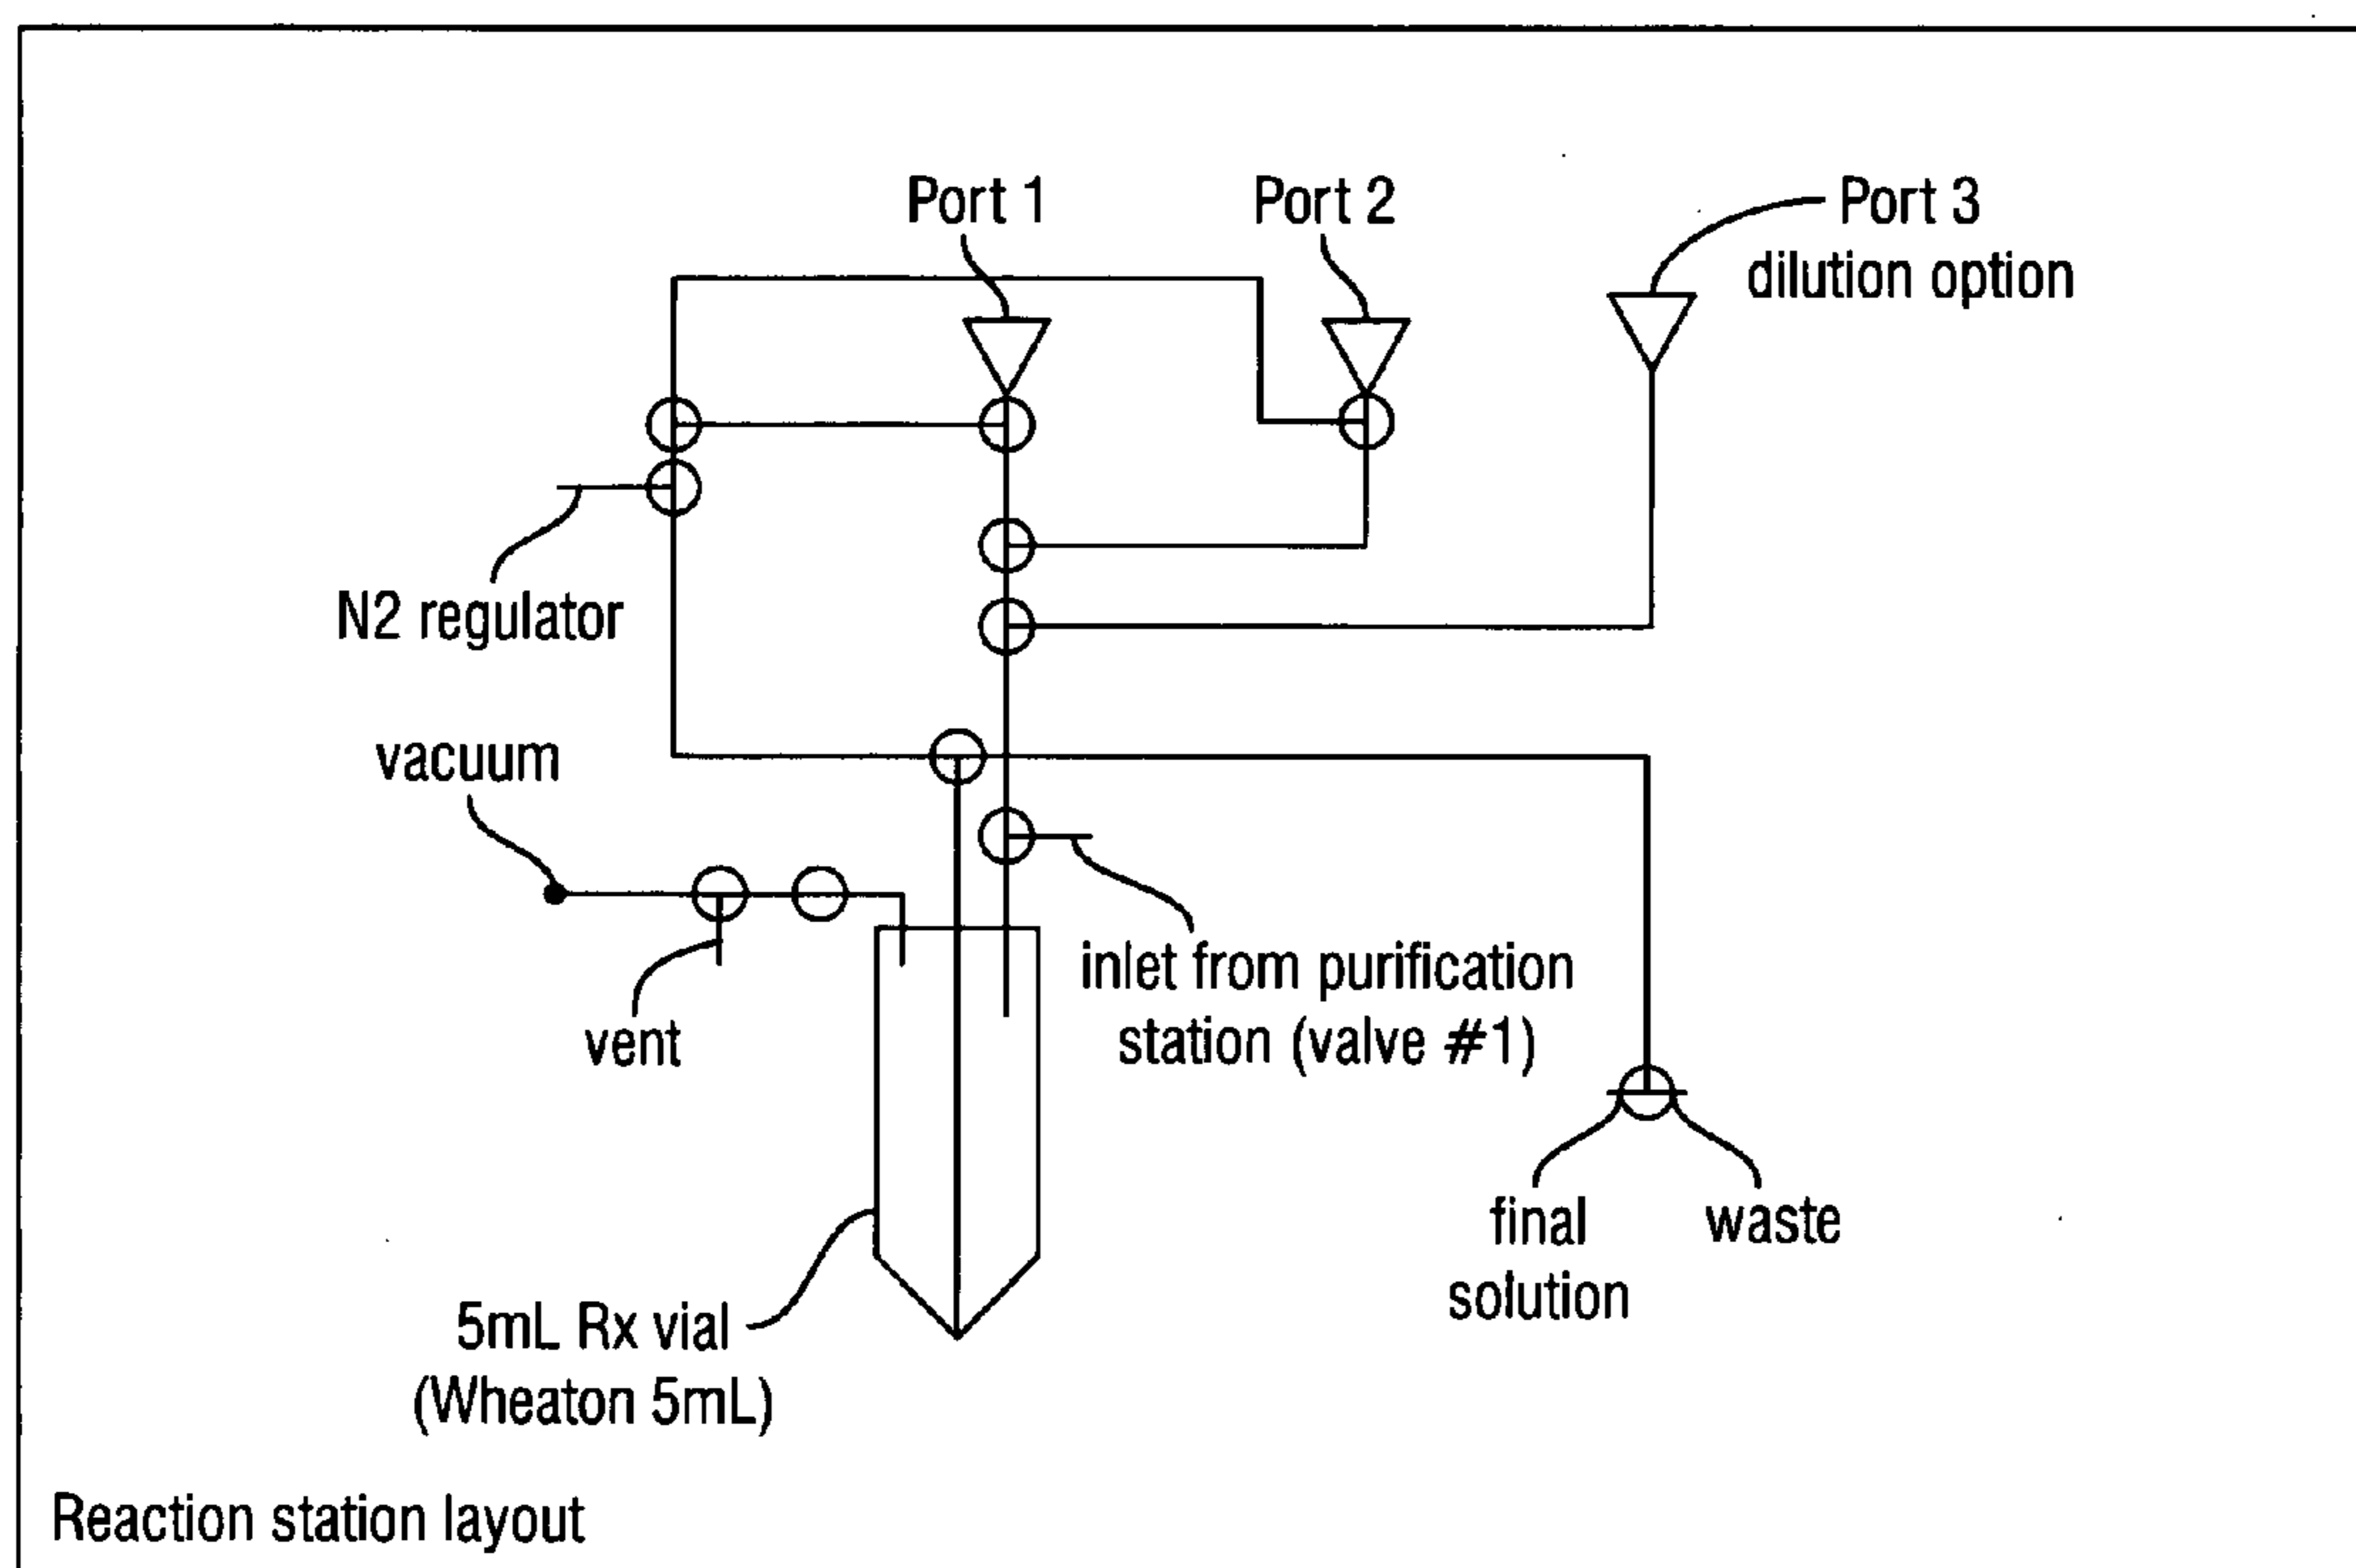 Port 1
Port 2
Port 3
dilution option
N2 regulator
vacuum
vent
inlet from purification
station (valve #1)
final
solution
waste
5mL Rx vial
(Wheaton 5mL)
Reaction station layout